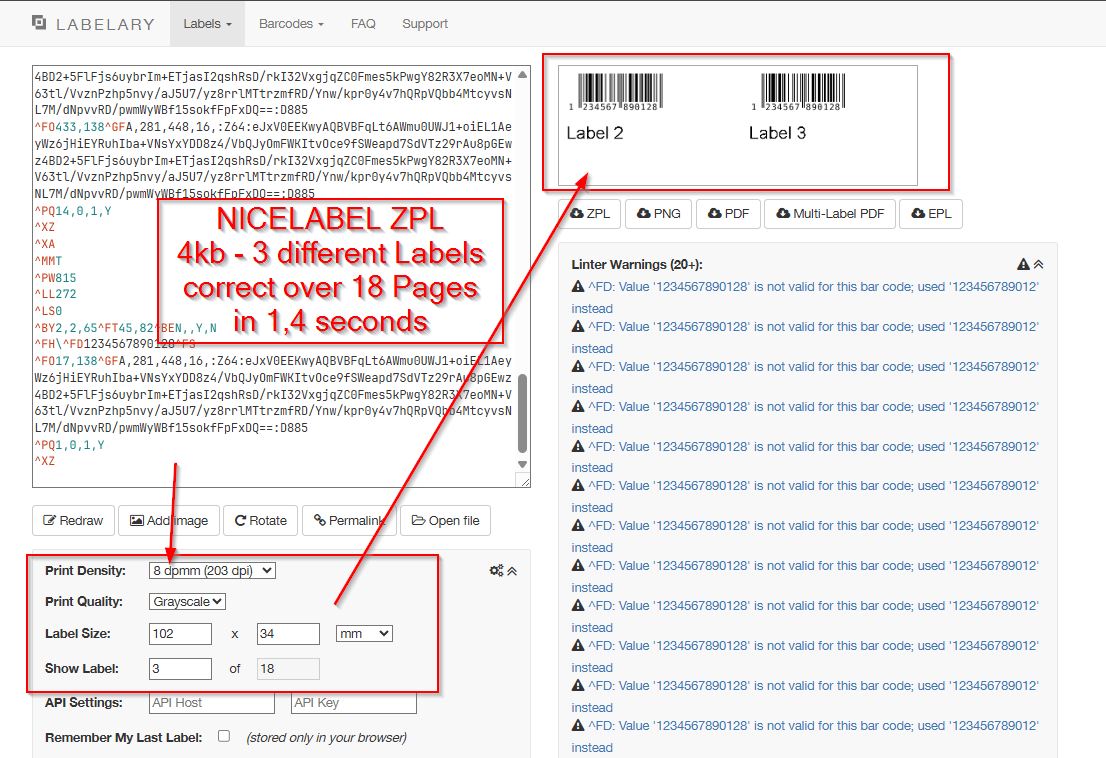 LABELARY Labels Barcodes FAQ Support
4BD2+5FlFjs6uybrIm+ETjasI2qshRsD/rkI32VxgjqZC0Fmes5kPwgY82R3X7eoMN+V
63tl/VvznPzhp5nvy/aJ5U7/yz8rrlMTtrzmfRD/Ynw/kpr0y4v7hQRpVQbb4MtcyvsN
L7M/dNpvvRD/pwmWyWBf15sokfFpFxDQ==:D885
^FO433,138^GFA,281,448,16,:Z64:eJxV0EEKwyAQBVBFqLt6AWmu0UWJ1+oiEL1Ae
yWz6jHiEYRuhIba+VNsYxYDD8z4/VbQJyOmFWKItvOce9fSWeapd7SdVTz29rAu8pGEw
z4BD2+5FlFjs6uybrIm+ETjasI2qshRsD/rkI32VxgjqZC0Fmes5kPwgY82R3X7eoMN+
V63tl/VvznPzhp5nvy/aJ5U7/yz8rrlMTtrzmfRD/Ynw/kpr0y4v7hQRpVQbb4Mtcyvs
NL7M/dNpvvRD/pwmWyWBf15sokfFpFxDQ==:D885
^PQ14,0,1,Y
^XZ
^XA
^MMT
^PW815
^LL272
^LS0
^BY2,2,65^FT45,82^BEN,,Y,N
^FH\^FD1234567890128^FS
^FO17,138^GFA,281,448,16,:Z64:eJxV0EEKwyAQBVBFqLt6AWmu0UWJ1+oiEL1Aey
Wz6jHiEYRuhIba+VNsYxYDD8z4/VbQJyOmFWKItvOce9fSWeapd7SdVTz29rAu8pGEwz
4BD2+5FlFjs6uybrIm+ETjasI2qshRsD/rkI32VxgjqZC0Fmes5kPwgY82R3X7eoMN+V
63tl/VvznPzhp5nvy/aJ5U7/yz8rrlMTtrzmfRD/Ynw/kpr0y4v7hQRpVQbb4MtcyvsN
L7M/dNpvvRD/pwmWyWBf15sokfFpFxDQ==:D885
^PQ1,0,1,Y
^XZ
NICELABEL ZPL
4kb - 3 different Labels
correct over 18 Pages
in 1,4 seconds
Redraw Add image Rotate Permalink Open file
Print Density: 8 dpmm (203 dpi)
Print Quality: Grayscale
Label Size: 102 x 34 mm
Show Label: 3 of 18
API Settings: API Host API Key
Remember My Last Label: (stored only in your browser)
1 234567 890128 1 234567 890128
Label 2 Label 3
ZPL PNG PDF Multi-Label PDF EPL
Linter Warnings (20+):
^FD: Value '1234567890128' is not valid for this bar code; used '123456789012'
instead
^FD: Value '1234567890128' is not valid for this bar code; used '123456789012'
instead
^FD: Value '1234567890128' is not valid for this bar code; used '123456789012'
instead
^FD: Value '1234567890128' is not valid for this bar code; used '123456789012'
instead
^FD: Value '1234567890128' is not valid for this bar code; used '123456789012'
instead
^FD: Value '1234567890128' is not valid for this bar code; used '123456789012'
instead
^FD: Value '1234567890128' is not valid for this bar code; used '123456789012'
instead
^FD: Value '1234567890128' is not valid for this bar code; used '123456789012'
instead
^FD: Value '1234567890128' is not valid for this bar code; used '123456789012'
instead
^FD: Value '1234567890128' is not valid for this bar code; used '123456789012'
instead
^FD: Value '1234567890128' is not valid for this bar code; used '123456789012'
instead
^FD: Value '1234567890128' is not valid for this bar code; used '123456789012'
instead